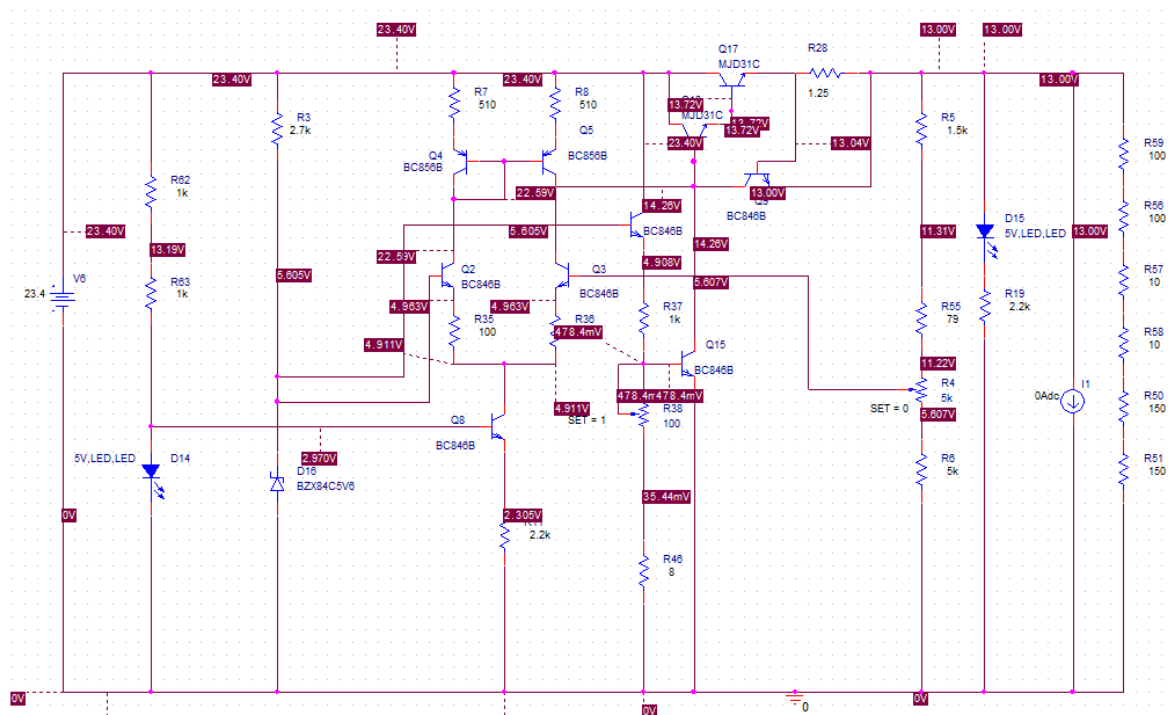 23.40V
13.00V
13.00V
Q17
MJD31C
R28
1.25
23.40V
23.40V
13.00V
R7
510
R8
510
R3
2.7k
Q5
BC856B
Q4
BC856B
13.72V
MJD31C
13.72V
23.40V
13.04V
R5
1.5k
R59
100
R62
1k
22.59V
13.00V
BC846B
14.26V
R56
100
23.40V
13.19V
5.605V
BC846B
14.26V
11.31V
D15
5V,LED,LED
13.00V
22.59V
4.908V
V6
23.4
R63
1k
5.605V
Q2
BC846B
Q3
BC846B
5.607V
R57
10
4.963V
4.963V
R19
2.2k
R35
100
R36
R37
1k
R55
79
478.4mV
4.911V
Q15
BC846B
R58
10
11.22V
R4
5k
I1
0Adc
4.911V
478.4mV
R38
100
SET = 1
SET = 0
5.607V
R50
150
Q8
BC846B
5V,LED,LED
D14
2.970V
D16
BZX84C5V6
R6
5k
R51
150
35.44mV
0V
2.305V
2.2k
R46
8
0V
0V
0V
0